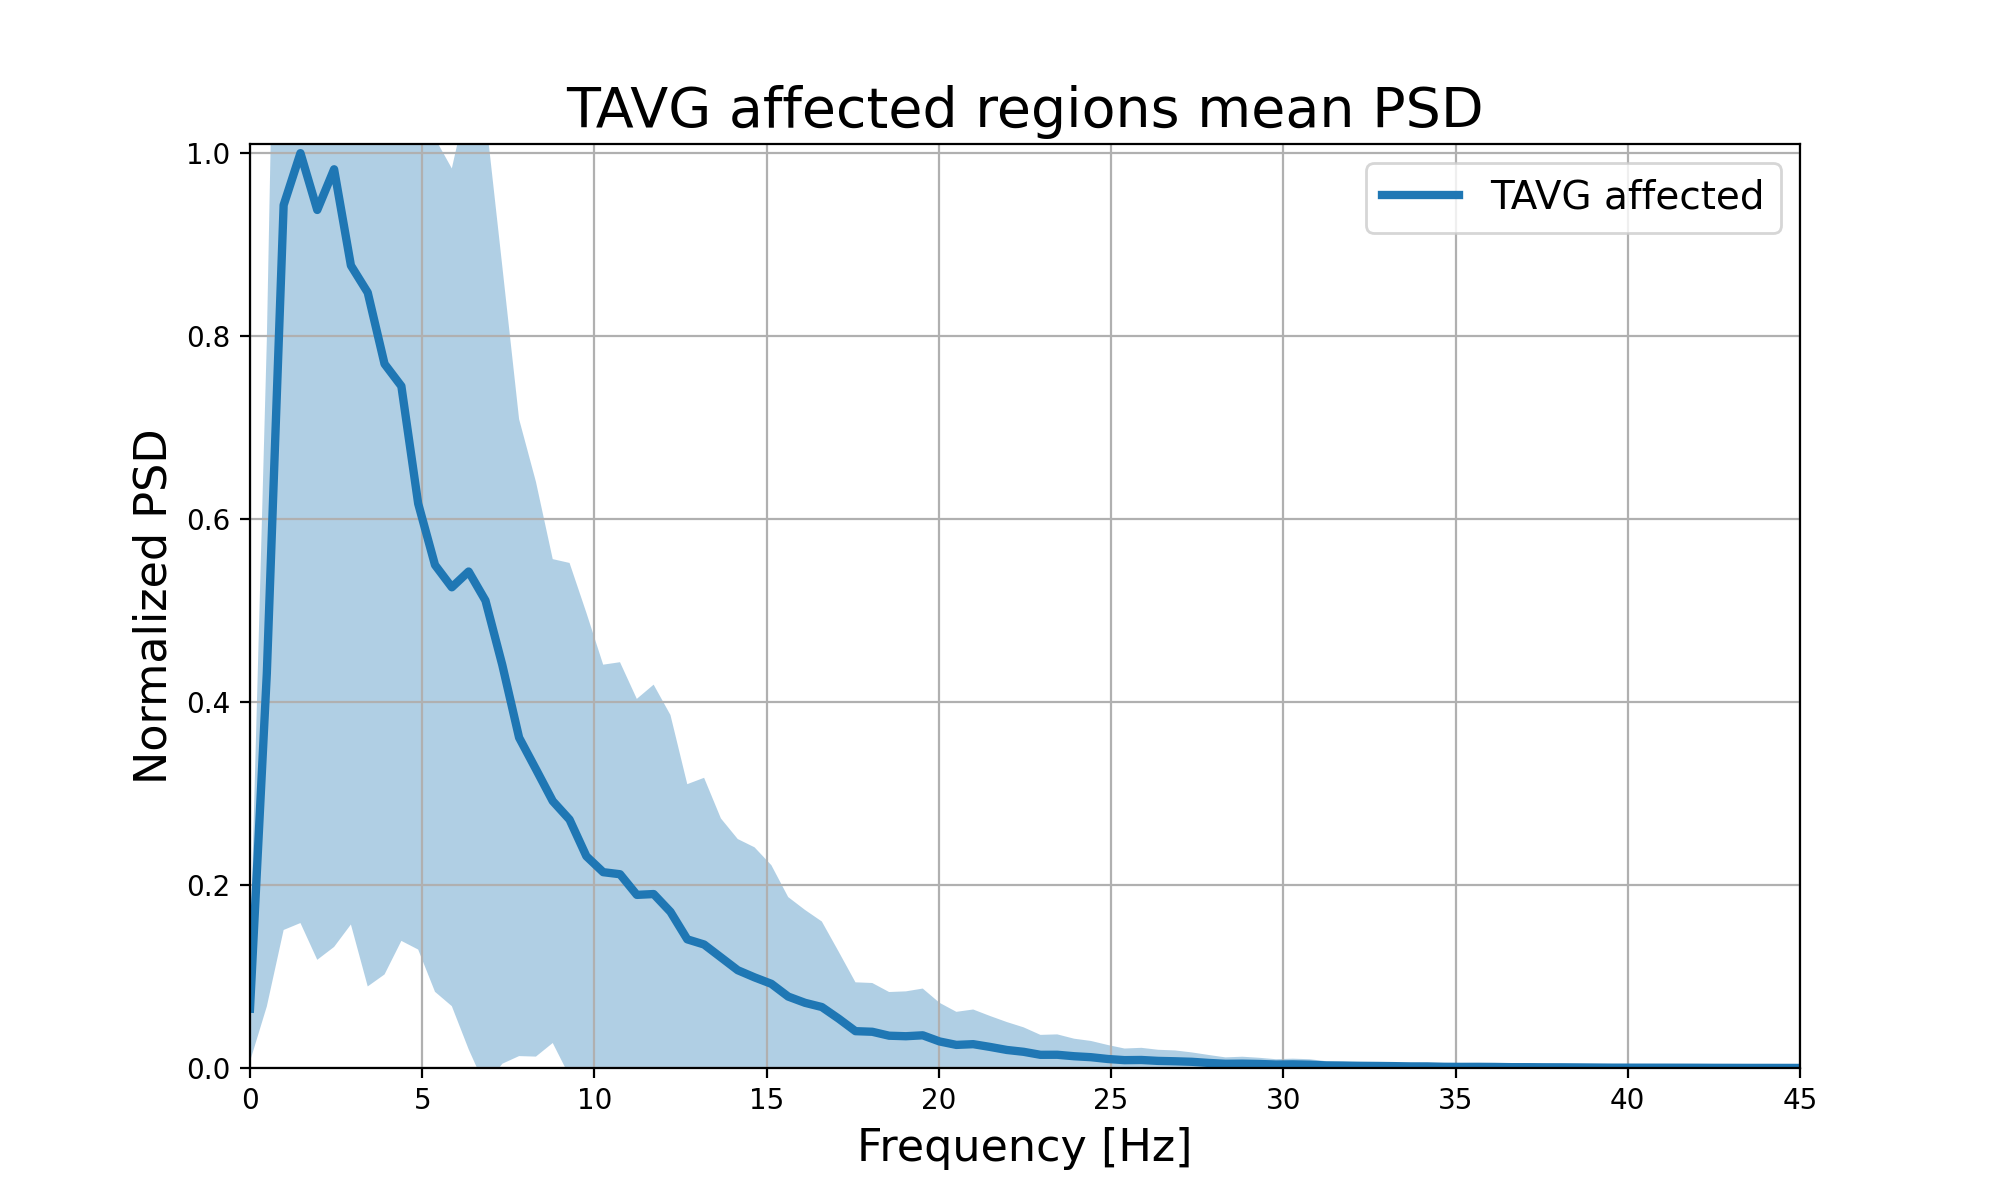 TAVG affected regions mean PSD
TAVG affected
Normalized PSD
1.0
0.8
0.6
0.4
0.2
0.0
0 5 10 15 20 25 30 35 40 45
Frequency [Hz]